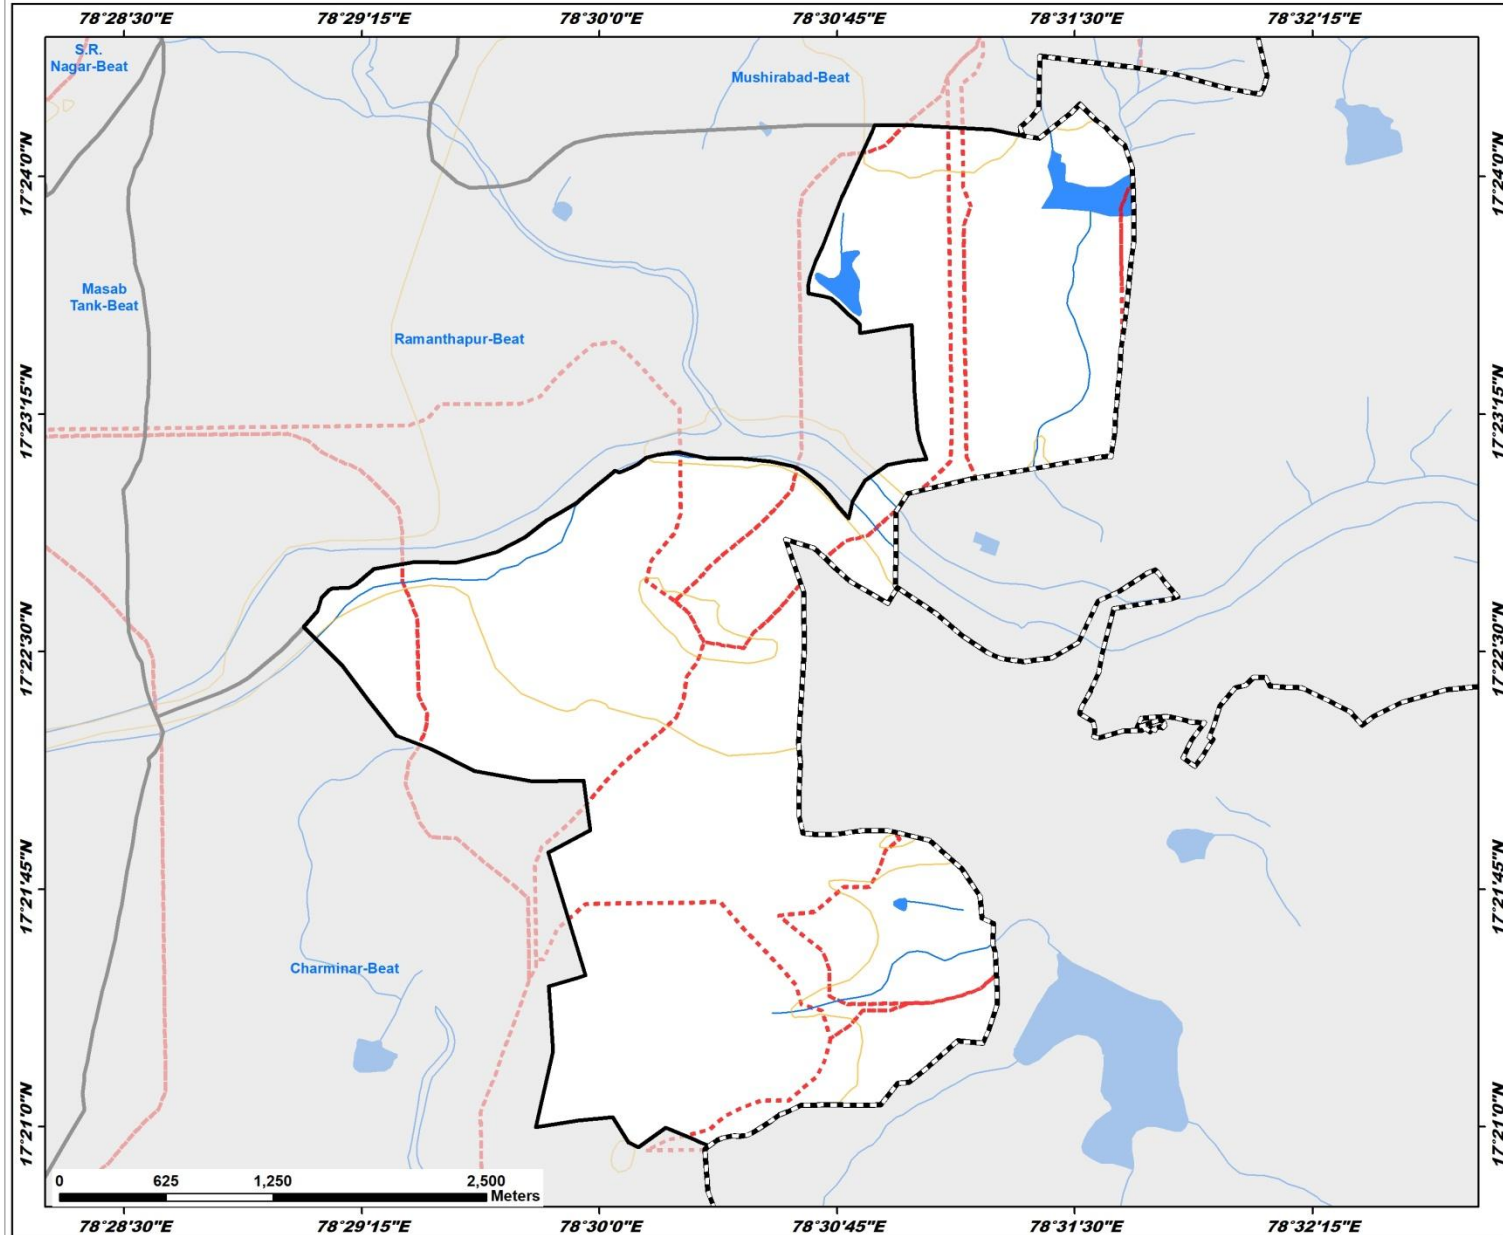 78°28'30"E 78°29'15"E 78°30'0"E 78°30'45"E 78°31'30"E 78°32'15"E
S.R.
Nagar-Beat
Mushirabad-Beat
17°24'0"N 17°24'0"N
Masab
Tank-Beat
Ramanthapur-Beat
17°23'15"N 17°23'15"N
17°22'30"N 17°22'30"N
17°21'45"N 17°21'45"N
Charminar-Beat
17°21'0"N 17°21'0"N
0 625 1,250 2,500
Meters
78°28'30"E 78°29'15"E 78°30'0"E 78°30'45"E 78°31'30"E 78°32'15"E